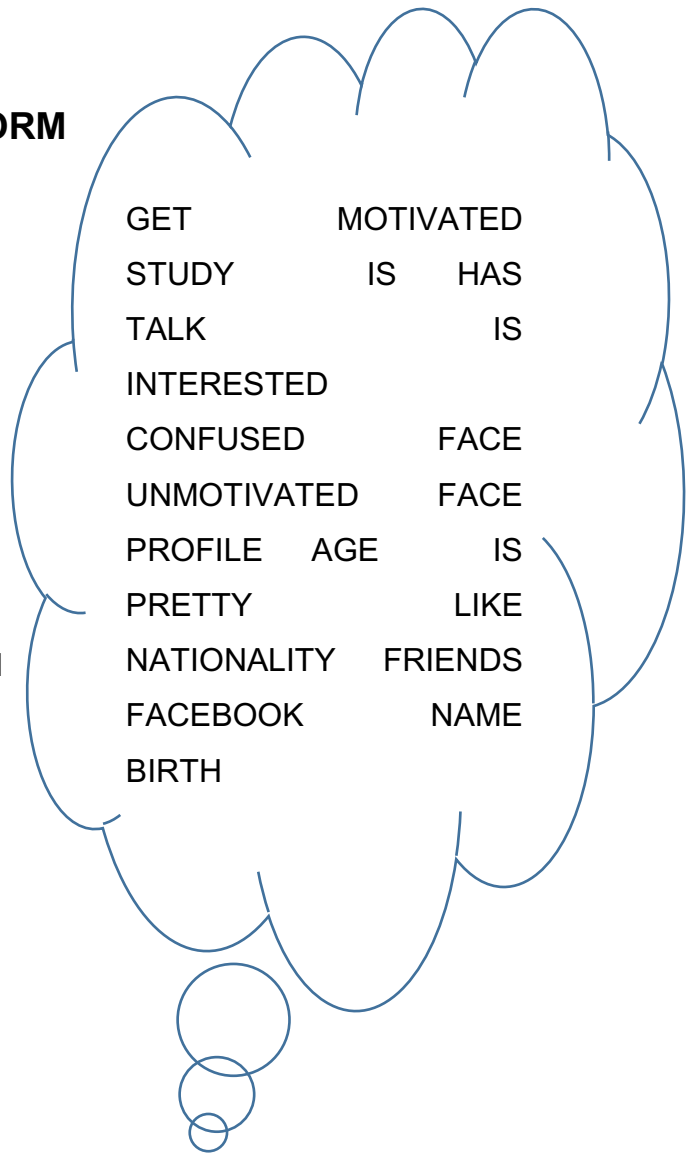 ORM
GET MOTIVATED
STUDY IS HAS
TALK IS
INTERESTED
CONFUSED FACE
UNMOTIVATED FACE
PROFILE AGE IS
PRETTY LIKE
NATIONALITY FRIENDS
FACEBOOK NAME
BIRTH